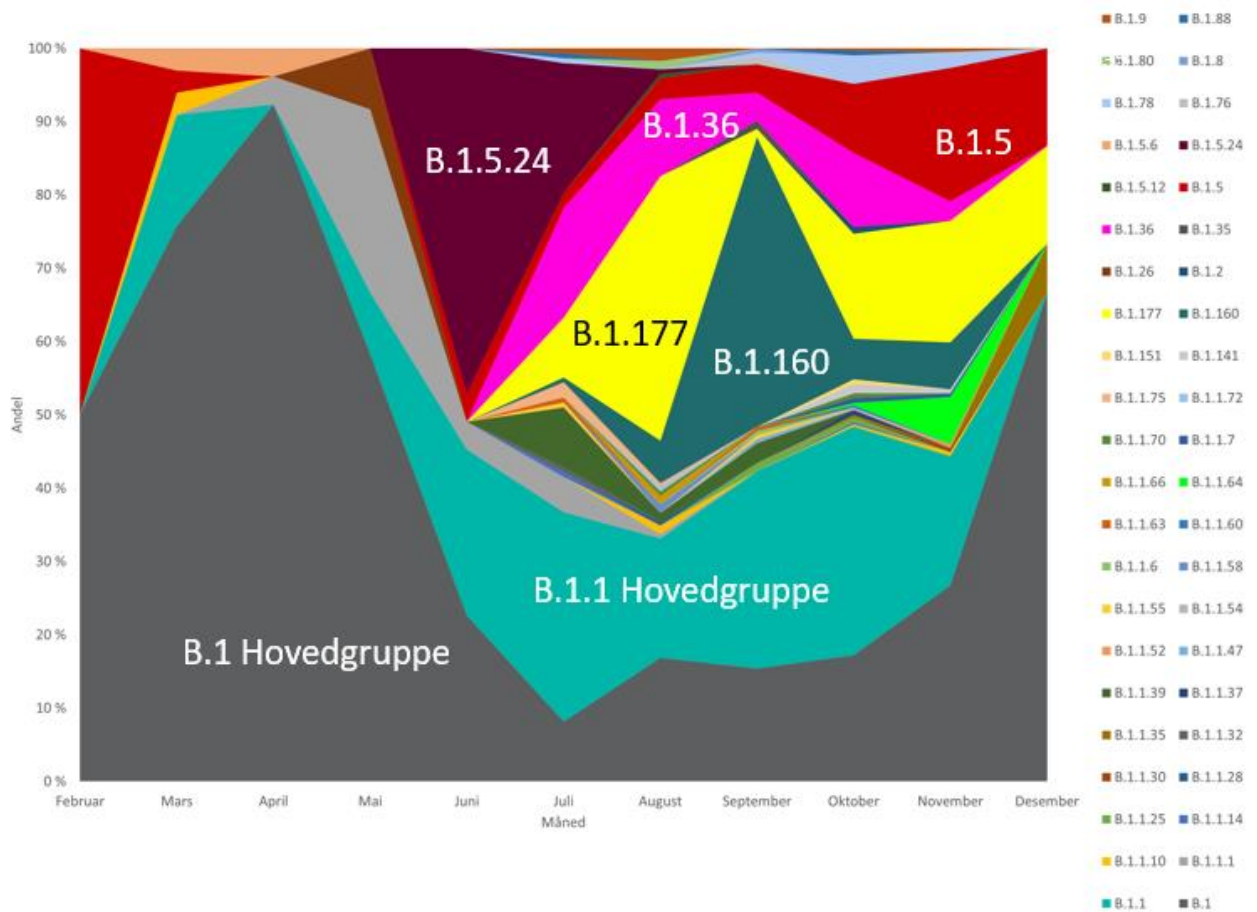 100 %
90 %
80 %
70 %
60 %
50 %
40 %
30 %
20 %
10 %
0 %
Andel
B.1.5.24
B.1.36
B.1.5
B.1.177
B.1.160
B.1.1 Hovedgruppe
B.1 Hovedgruppe
Februar Mars April Mai Juni Juli August September Oktober November Desember
Måned
B.1.9 B.1.88
B.1.8
B.1.78 B.1.76
B.1.5.6 B.1.5.24
B.1.5.12 B.1.5
B.1.36 B.1.35
B.1.26 B.1.2
B.1.177 B.1.160
B.1.151 B.1.141
B.1.1.75 B.1.1.72
B.1.1.70 B.1.1.7
B.1.1.66 B.1.1.64
B.1.1.63 B.1.1.60
B.1.1.6 B.1.1.58
B.1.1.55 B.1.1.54
B.1.1.52 B.1.1.47
B.1.1.39 B.1.1.37
B.1.1.35 B.1.1.32
B.1.1.30 B.1.1.28
B.1.1.25 B.1.1.14
B.1.1.10 B.1.1.1
B.1.1 B.1